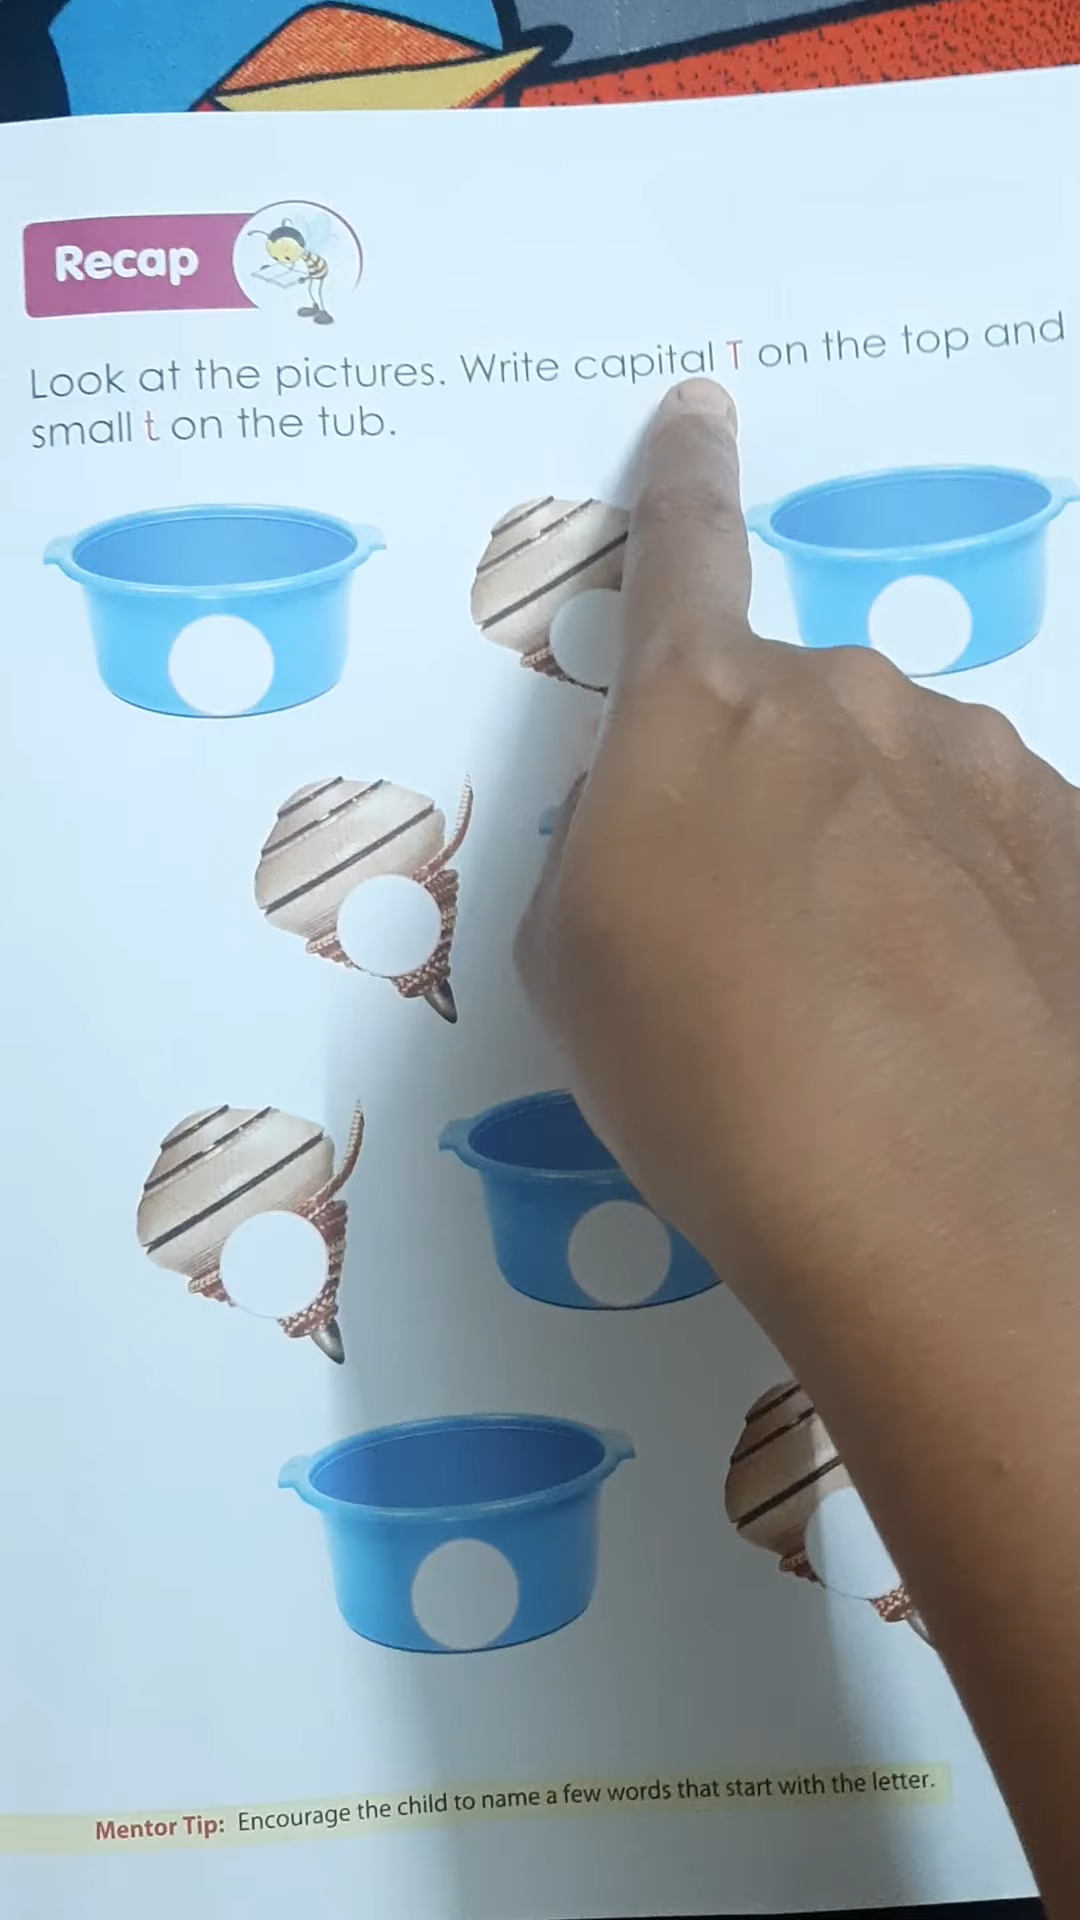 Recap
Look at the pictures. Write capital T on the top and
small t on the tub.
Mentor Tip: Encourage the child to name a few words that start with the letter.